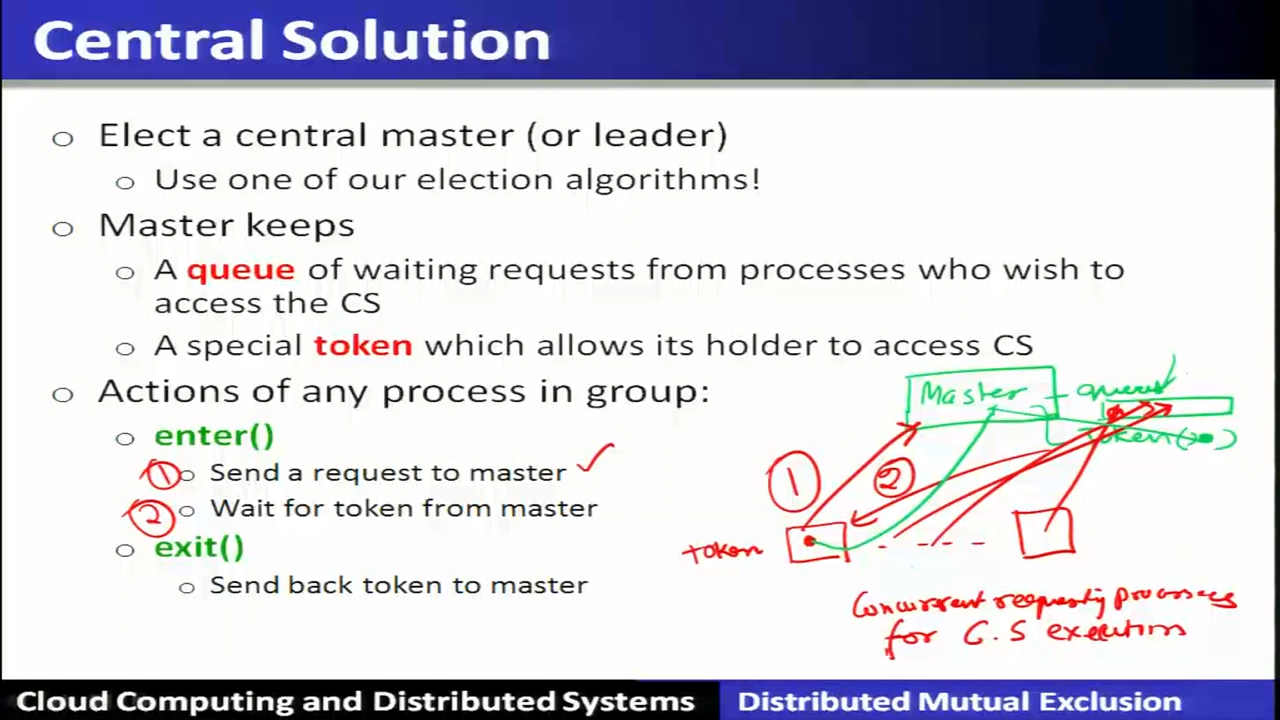 Central Solution
o Elect a central master (or leader)
o Use one of our election algorithms!
o Master keeps
o A queue of waiting requests from processes who wish to
access the CS
o A special token which allows its holder to access CS
o Actions of any process in group:
Master - queue
o enter()
token
1 o Send a request to master
1 2
2 o Wait for token from master
o exit()
token
o Send back token to master
Concurrent requesting processes
for C.S execution
Cloud Computing and Distributed Systems
Distributed Mutual Exclusion